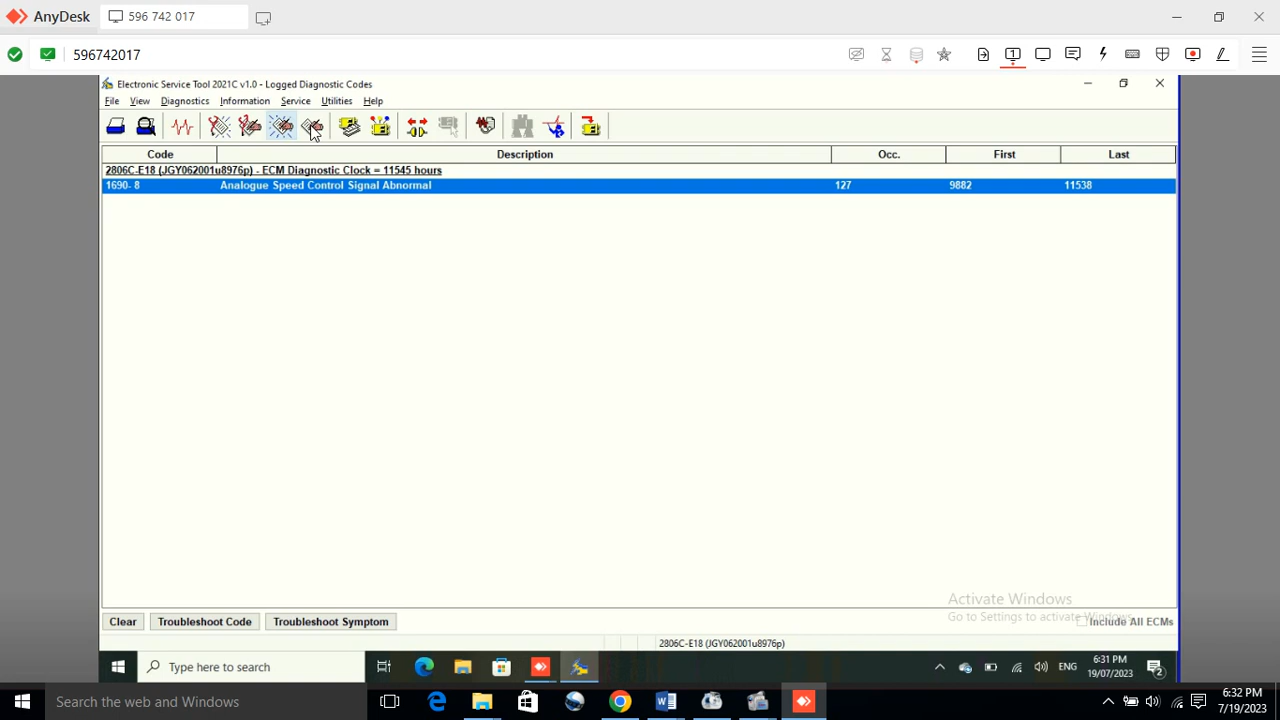 AnyDesk
596 742 017
596742017
Electronic Service Tool 2021C v1.0 - Logged Diagnostic Codes
File View Diagnostics Information Service Utilities Help
Code Description Occ. First Last
2806C-E18 (JGY062001u8976p) - ECM Diagnostic Clock = 11545 hours
1690- 8 Analogue Speed Control Signal Abnormal 127 9882 11538
Activate Windows
Go to Settings to activate Windows.
Clear Troubleshoot Code Troubleshoot Symptom Include All ECMs
2806C-E18 (JGY062001u8976p)
Type here to search ENG 6:31 PM
19/07/2023
2
Search the web and Windows 6:32 PM
7/19/2023